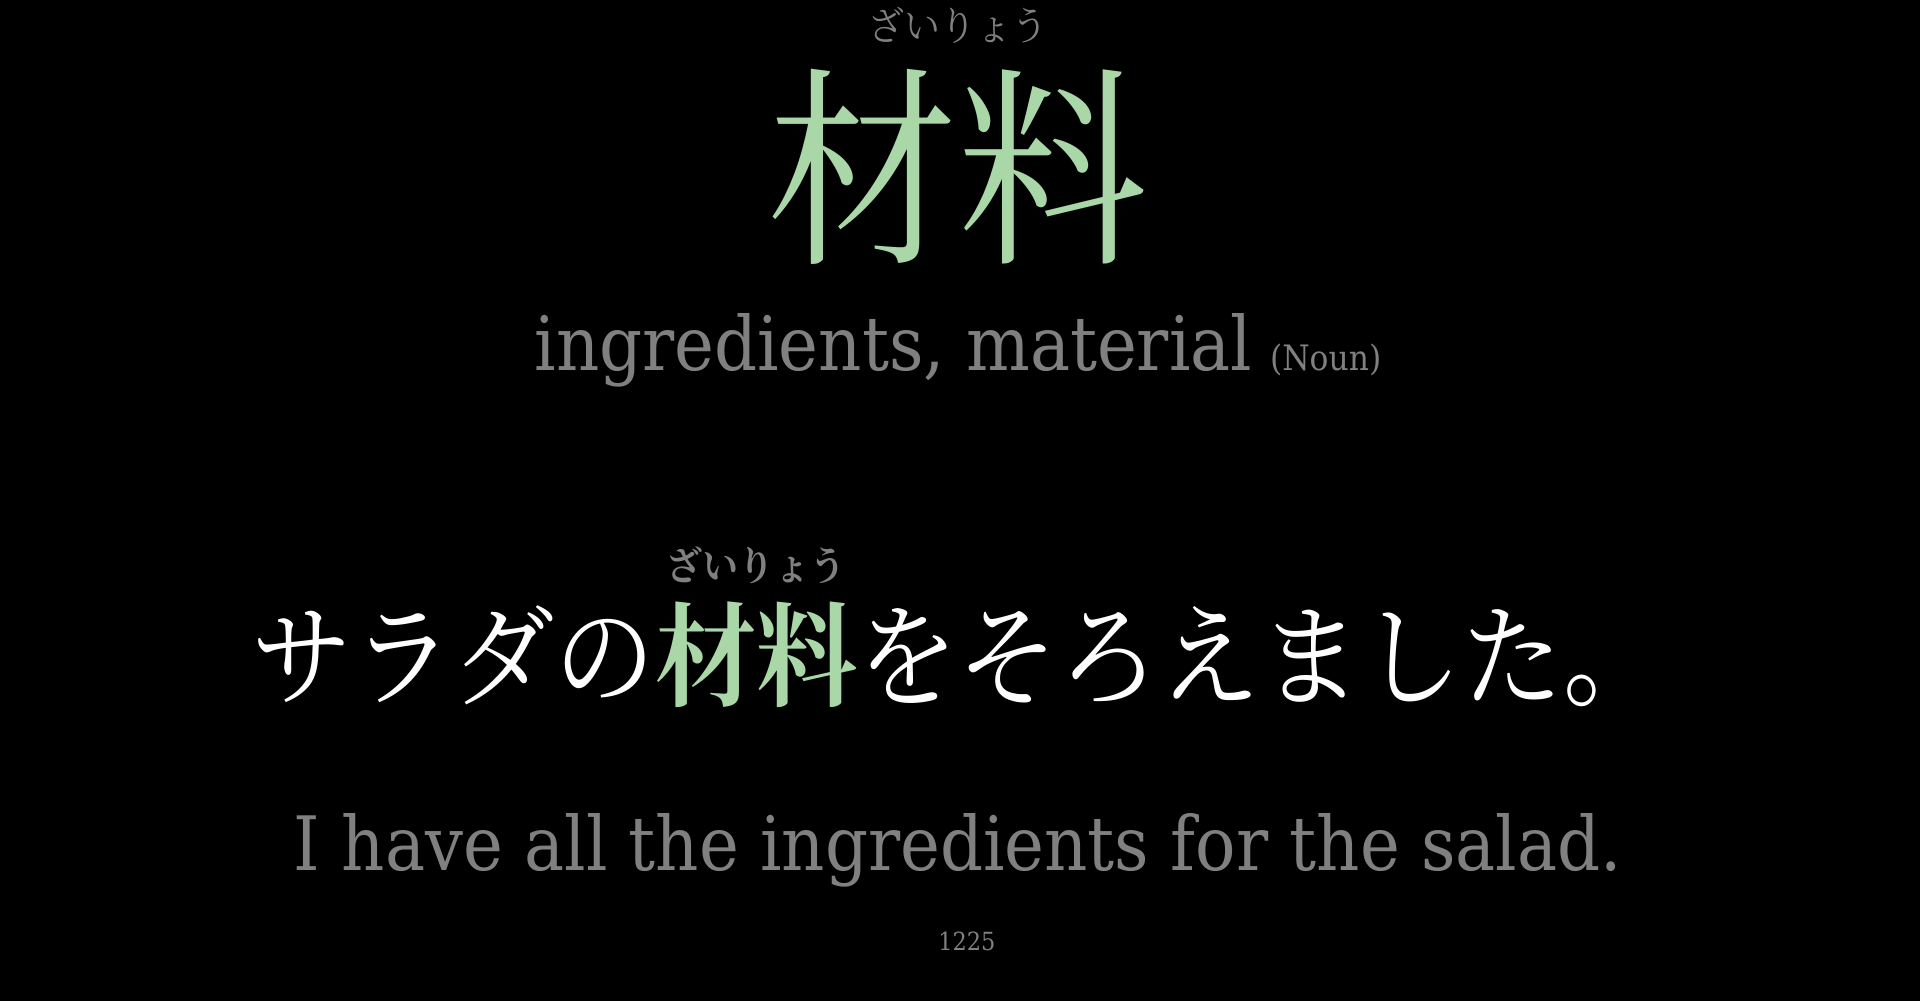 ざいりょう
材料
ingredients, material (Noun)
ざいりょう
サラダの材料をそろえました。
I have all the ingredients for the salad.
1225